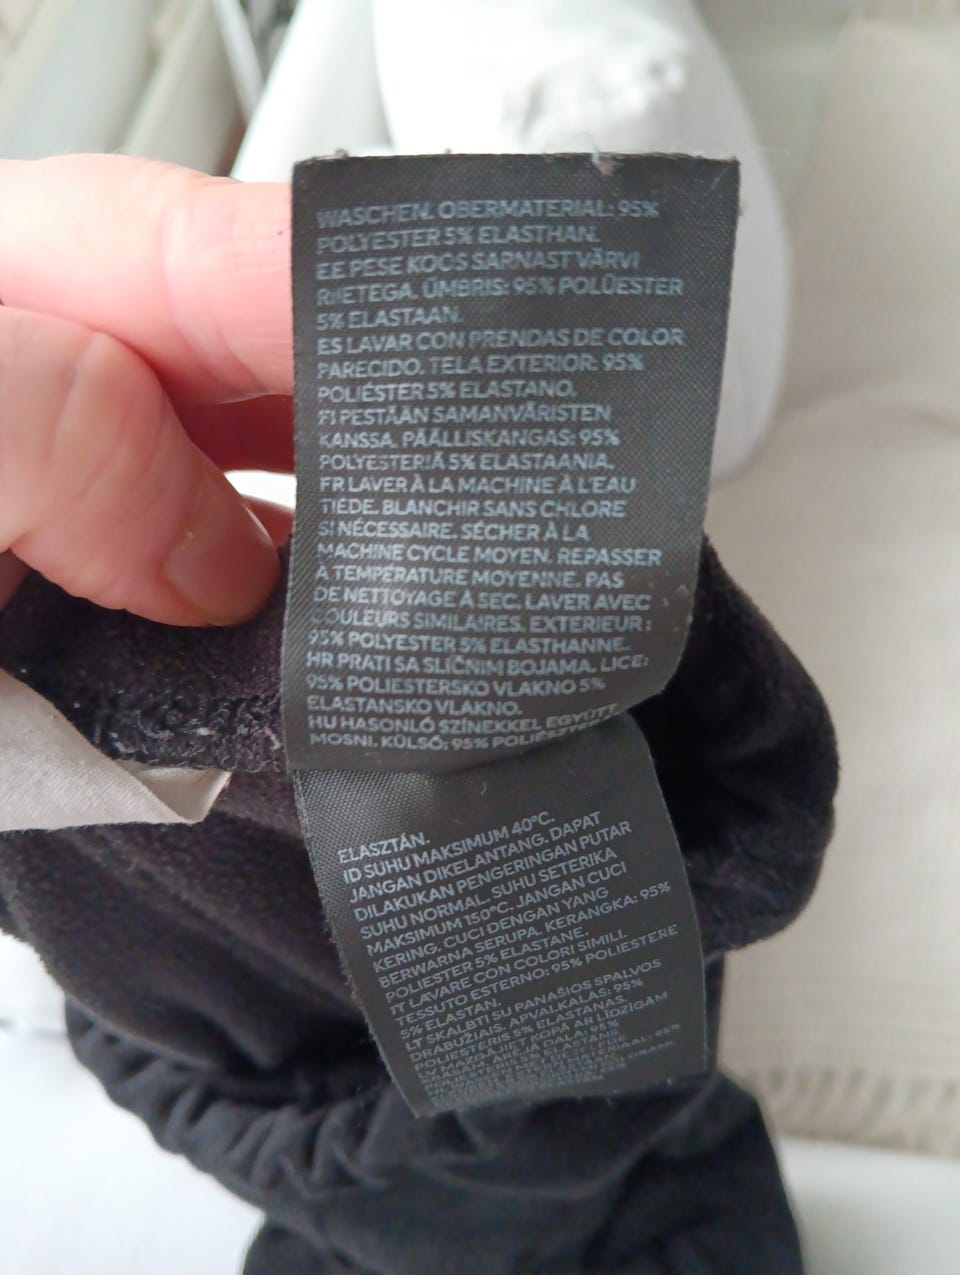 WASCHEN. OBERMATERIAL: 95%
POLYESTER 5% ELASTHAN.
EE PESE KOOS SARNAST VÄRVI
RIIETEGA. ÜMBRIS: 95% POLÜESTER
5% ELASTAAN.
ES LAVAR CON PRENDAS DE COLOR
PARECIDO. TELA EXTERIOR: 95%
POLIÉSTER 5% ELASTANO.
FI PESTÄÄN SAMANVÄRISTEN
KANSSA. PÄÄLLISKANGAS: 95%
POLYESTERIÄ 5% ELASTAANIA.
FR LAVER À LA MACHINE À L'EAU
TIÈDE. BLANCHIR SANS CHLORE
SI NÉCESSAIRE. SÉCHER À LA
MACHINE CYCLE MOYEN. REPASSER
À TEMPÉRATURE MOYENNE. PAS
DE NETTOYAGE À SEC. LAVER AVEC
COULEURS SIMILAIRES. EXTERIEUR :
95% POLYESTER 5% ELASTHANNE.
HR PRATI SA SLIČNIM BOJAMA. LICE:
95% POLIESTERSKO VLAKNO 5%
ELASTANSKO VLAKNO.
HU HASONLÓ SZÍNEKKEL EGYÜTT
MOSNI. KÜLSŐ: 95%
ELASZTÁN.
ID SUHU MAKSIMUM 40°C.
JANGAN DIKELANTANG. DAPAT
DILAKUKAN PENGERINGAN PUTAR
SUHU NORMAL. SUHU SETERIKA
MAKSIMUM 150°C. JANGAN CUCI
KERING. CUCI DENGAN YANG
BERWARNA SERUPA. KERANGKA: 95%
POLIESTER 5% ELASTANE.
IT LAVARE CON COLORI SIMILI.
TESSUTO ESTERNO: 95% POLIESTERE
5% ELASTAN.
LT SKALBTI SU PANAŠIOS SPALVOS
DRABUŽIAIS. APVALKALAS: 95%
POLIESTERIS 5% ELASTANAS.
LV MAZGĀJIET KOPĀ AR LĪDZĪGĀM